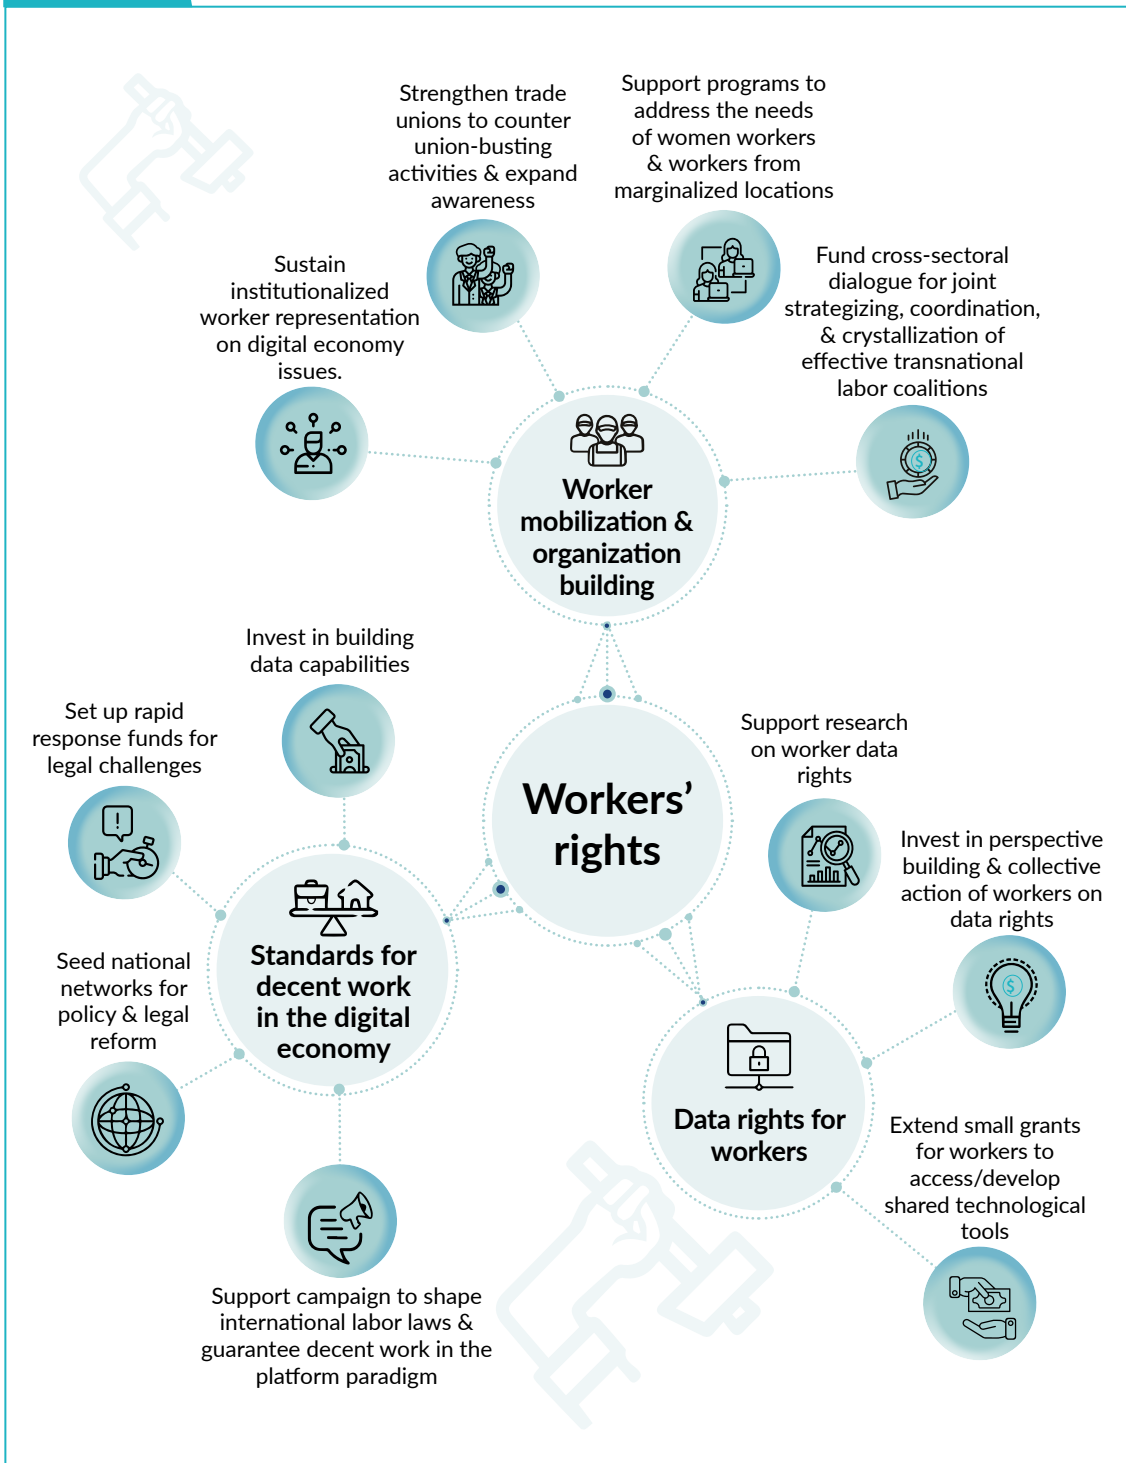 Strengthen trade
unions to counter
union-busting
activities & expand
awareness
Support programs to
address the needs
of women workers
& workers from
marginalized locations
Sustain
institutionalized
worker representation
on digital economy
issues.
Fund cross-sectoral
dialogue for joint
strategizing, coordination,
& crystallization of
effective transnational
labor coalitions
$
Worker
mobilization &
organization
building
Invest in building
data capabilities
Set up rapid
response funds for
legal challenges
!
Workers’
rights
Support research
on worker data
rights
Invest in perspective
building & collective
action of workers on
data rights
$
Standards for
decent work
in the digital
economy
Seed national
networks for
policy & legal
reform
Data rights for
workers
Extend small grants
for workers to
access/develop
shared technological
tools
Support campaign to shape
international labor laws &
guarantee decent work in the
platform paradigm